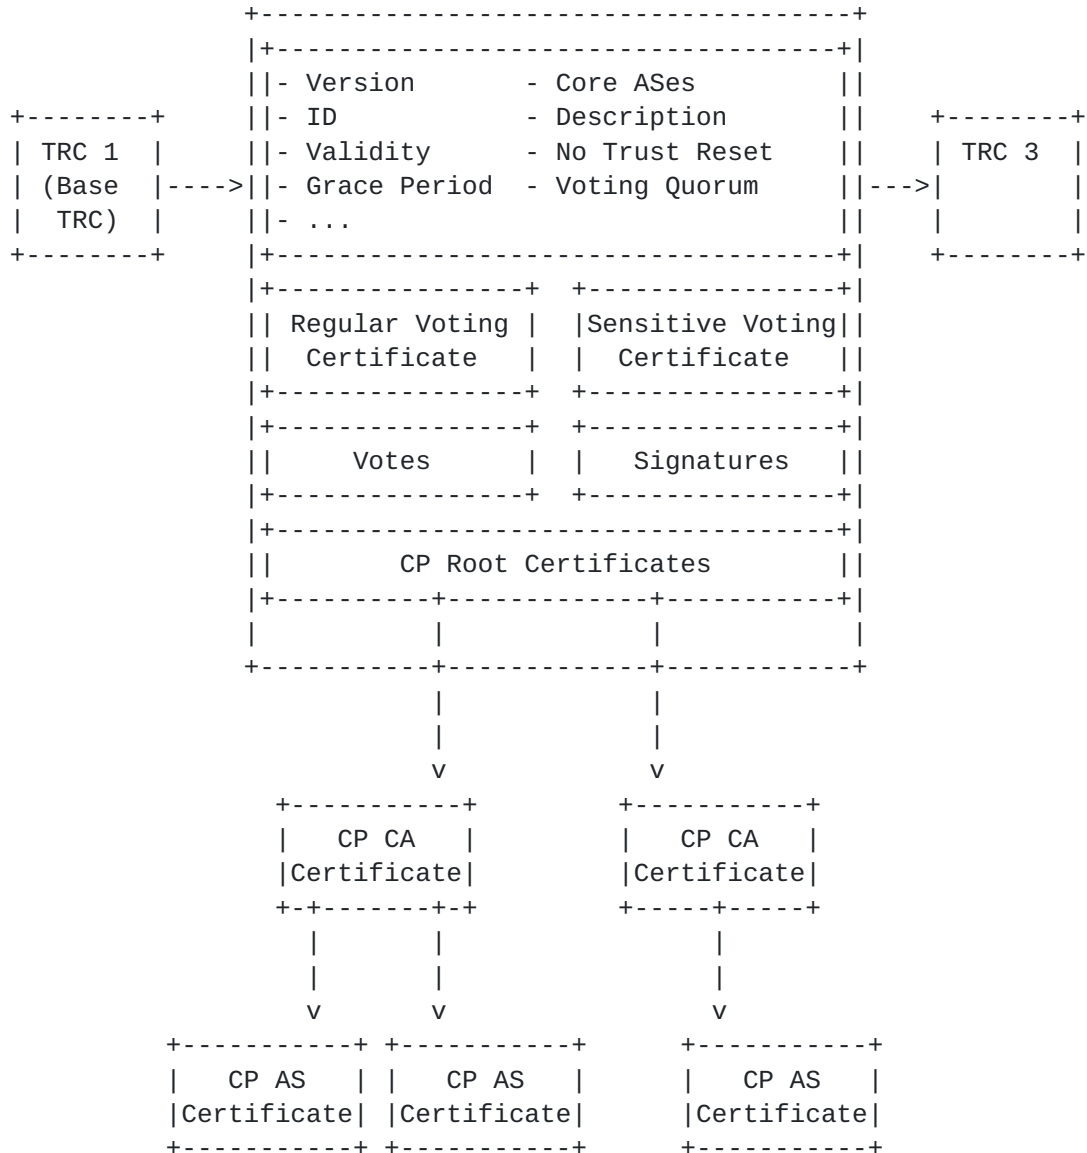 +-------------------------------------+
|+-----------------------------------+|
||- Version       - Core ASes         ||
+--------+     ||- ID            - Description       ||    +--------+
| TRC 1  |     ||- Validity      - No Trust Reset    ||    | TRC 3  |
| (Base  |---->||- Grace Period  - Voting Quorum     ||--->|        |
|  TRC)  |     ||- ...                               ||    |        |
+--------+     |+-----------------------------------+|    +--------+
|+----------------+  +----------------+|
|| Regular Voting |  |Sensitive Voting||
||  Certificate   |  |  Certificate   ||
|+----------------+  +----------------+|
|+----------------+  +----------------+|
||     Votes      |  |   Signatures   ||
|+----------------+  +----------------+|
|+------------------------------------+|
||        CP Root Certificates        ||
|+----------+-------------+-----------+|
|           |             |            |
+-----------+-------------+------------+
|             |
|             |
v             v
+-----------+         +-----------+
|   CP CA   |         |   CP CA   |
|Certificate|         |Certificate|
+-+-------+-+         +-----+-----+
|       |                 |
|       |                 |
v       v                 v
+-----------+ +-----------+      +-----------+
|   CP AS   | |   CP AS   |      |   CP AS   |
|Certificate| |Certificate|      |Certificate|
+-----------+ +-----------+      +-----------+